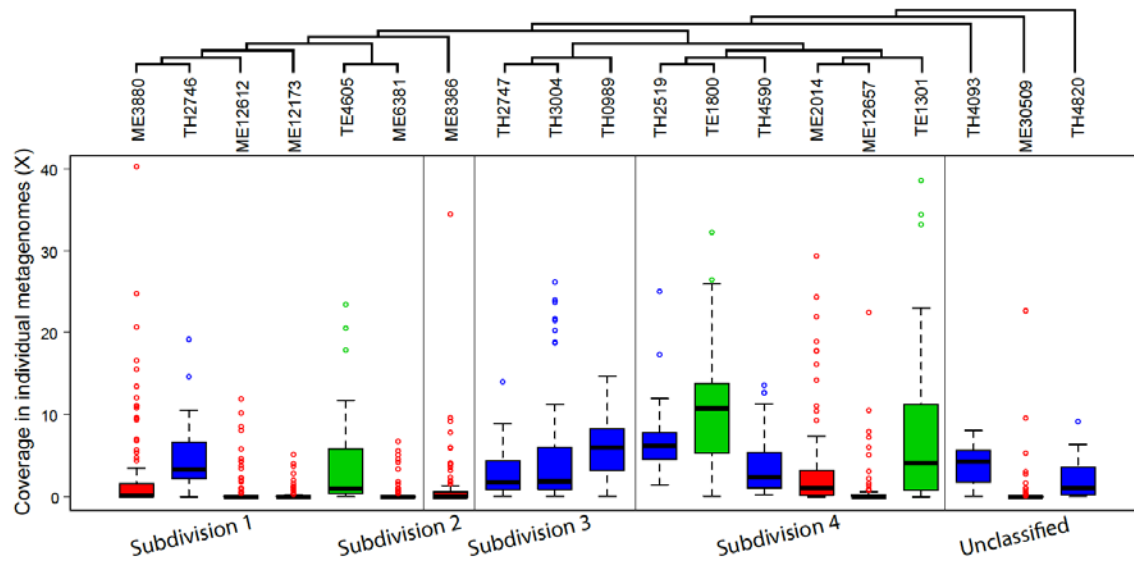 ME3880
TH2746
ME12612
ME12173
TE4605
ME6381
ME8366
TH2747
TH3004
TH0989
TH2519
TE1800
TH4590
ME2014
ME12657
TE1301
TH4093
ME30509
TH4820
Coverage in individual metagenomes (X)
40
30
20
10
0
Subdivision 1
Subdivision 2
Subdivision 3
Subdivision 4
Unclassified